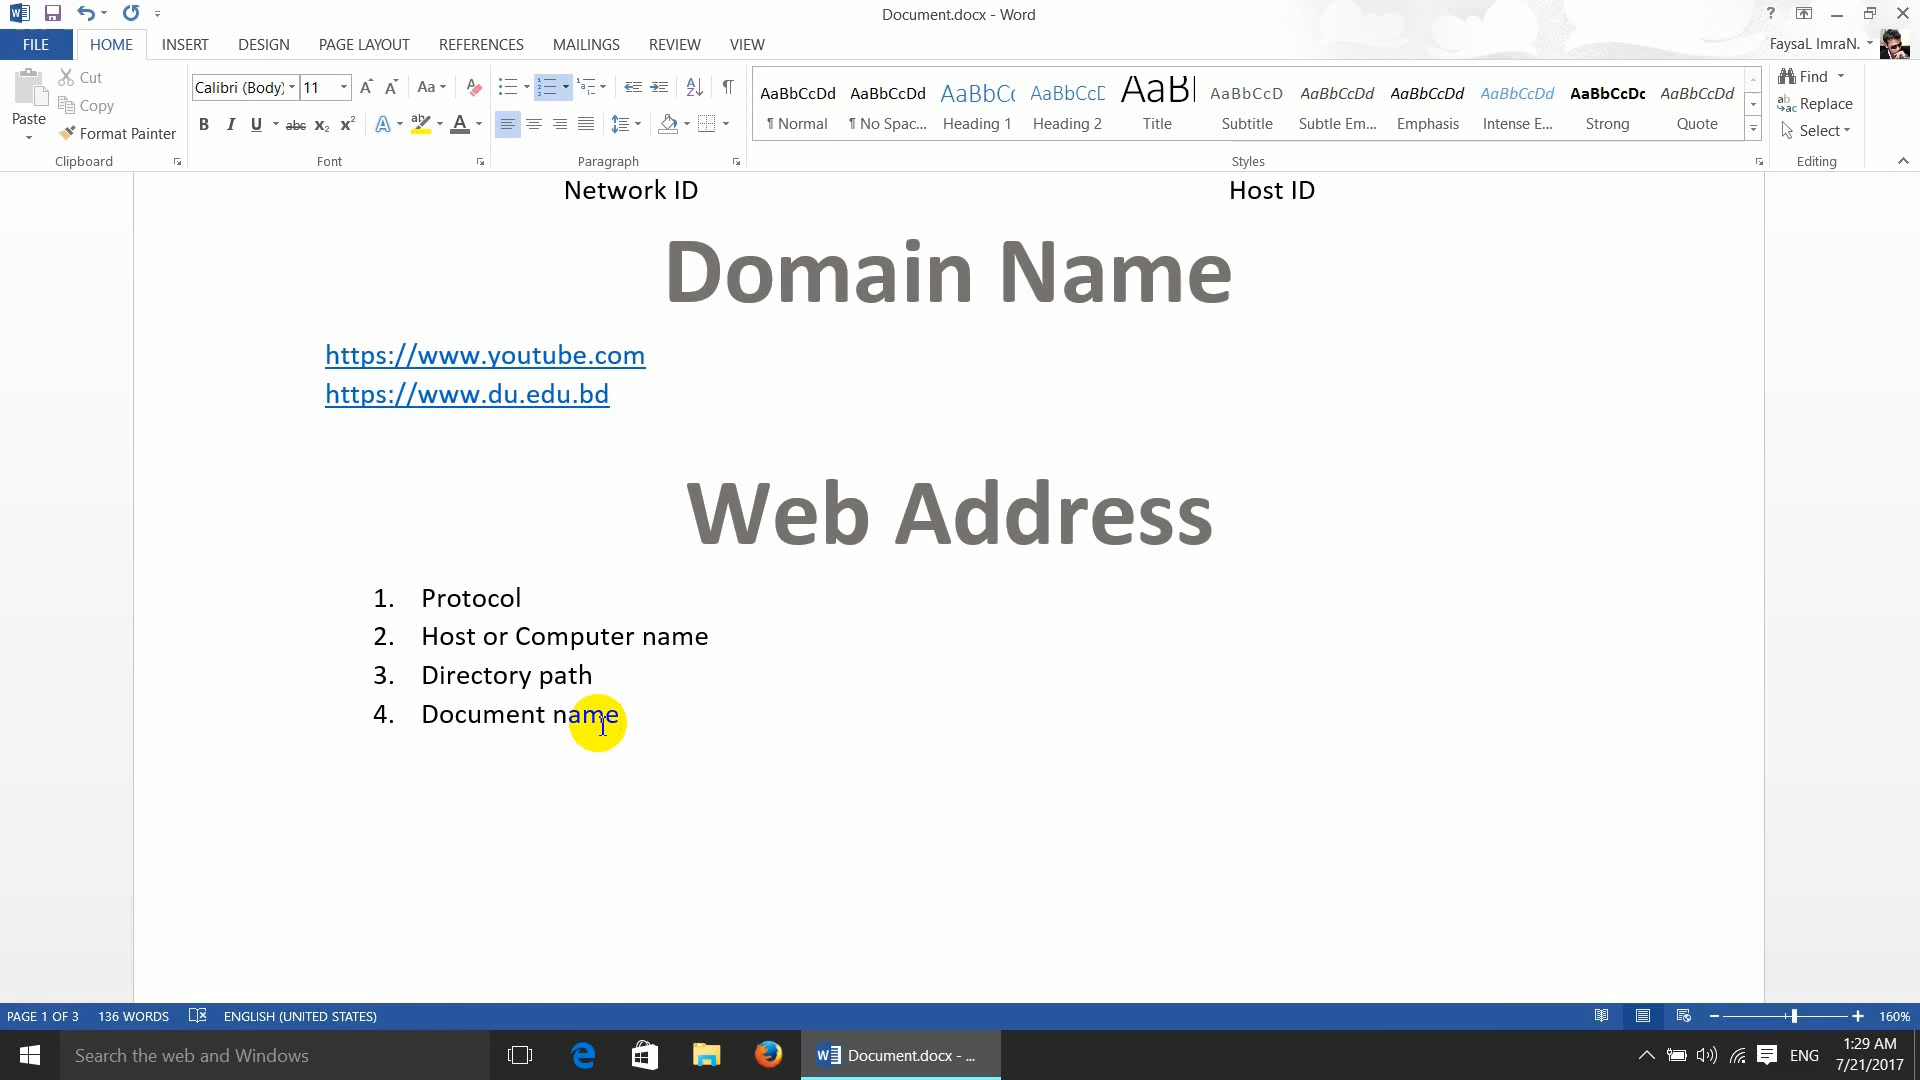 Document.docx - Word
?
FILE HOME INSERT DESIGN PAGE LAYOUT REFERENCES MAILINGS REVIEW VIEW
FaysaL ImraN.
Paste
Cut
Copy
Format Painter
Clipboard
Calibri (Body) 11
Font
Paragraph
AaBbCcDd AaBbCcDd AaBbCc AaBbCcD AaBl AaBbCcD AaBbCcDd AaBbCcDd AaBbCcDd AaBbCcDc AaBbCcDd
¶ Normal ¶ No Spac... Heading 1 Heading 2 Title Subtitle Subtle Em... Emphasis Intense E... Strong Quote
Styles
Find
Replace
Select
Editing
Network ID Host ID
Domain Name
https://www.youtube.com
https://www.du.edu.bd
Web Address
1. Protocol
2. Host or Computer name
3. Directory path
4. Document name
PAGE 1 OF 3 136 WORDS ENGLISH (UNITED STATES) 160%
Search the web and Windows
Document.docx - ...
ENG
1:29 AM
7/21/2017